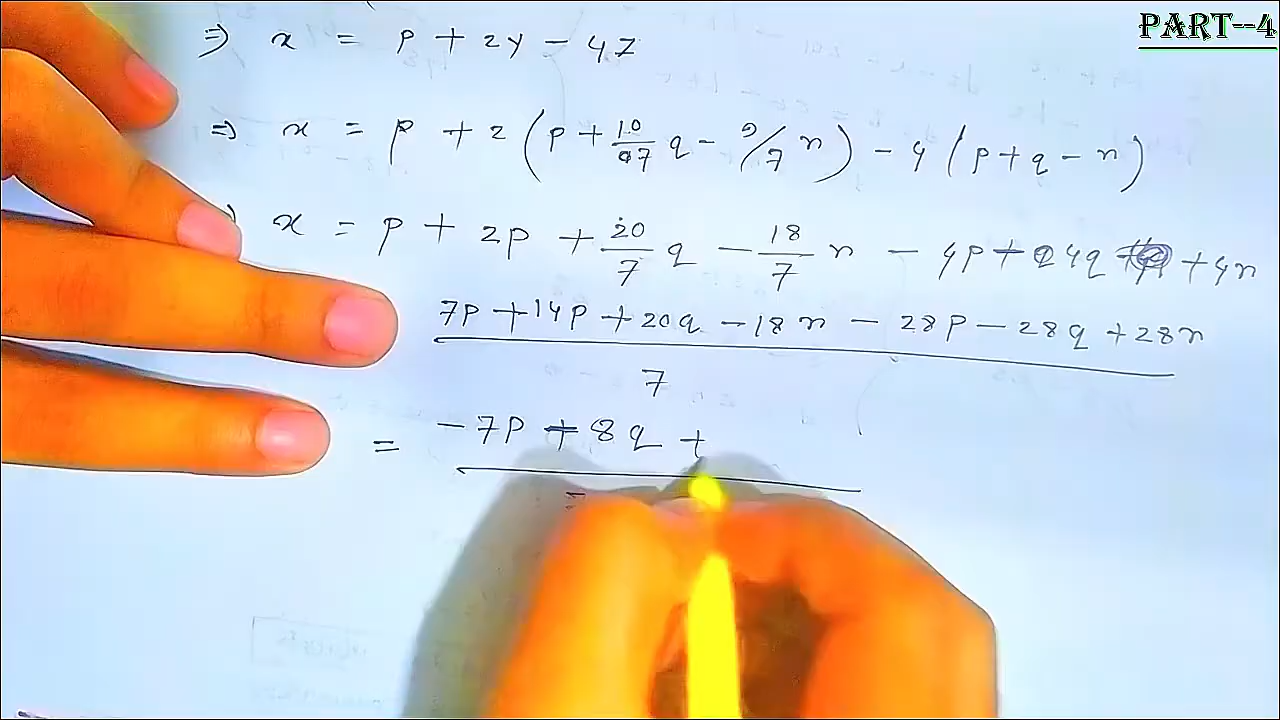 PART--4
⇒ x = p + 2y - 4z
⇒ x = p + 2 (p + 10/7 q - 9/7 r) - 4 (p + q - r)
x = p + 2p + 20/7 q - 18/7 r - 4p + 4q + 4r
7p + 14p + 20q - 18r - 28p - 28q + 28r
7
= -7p + 8q +